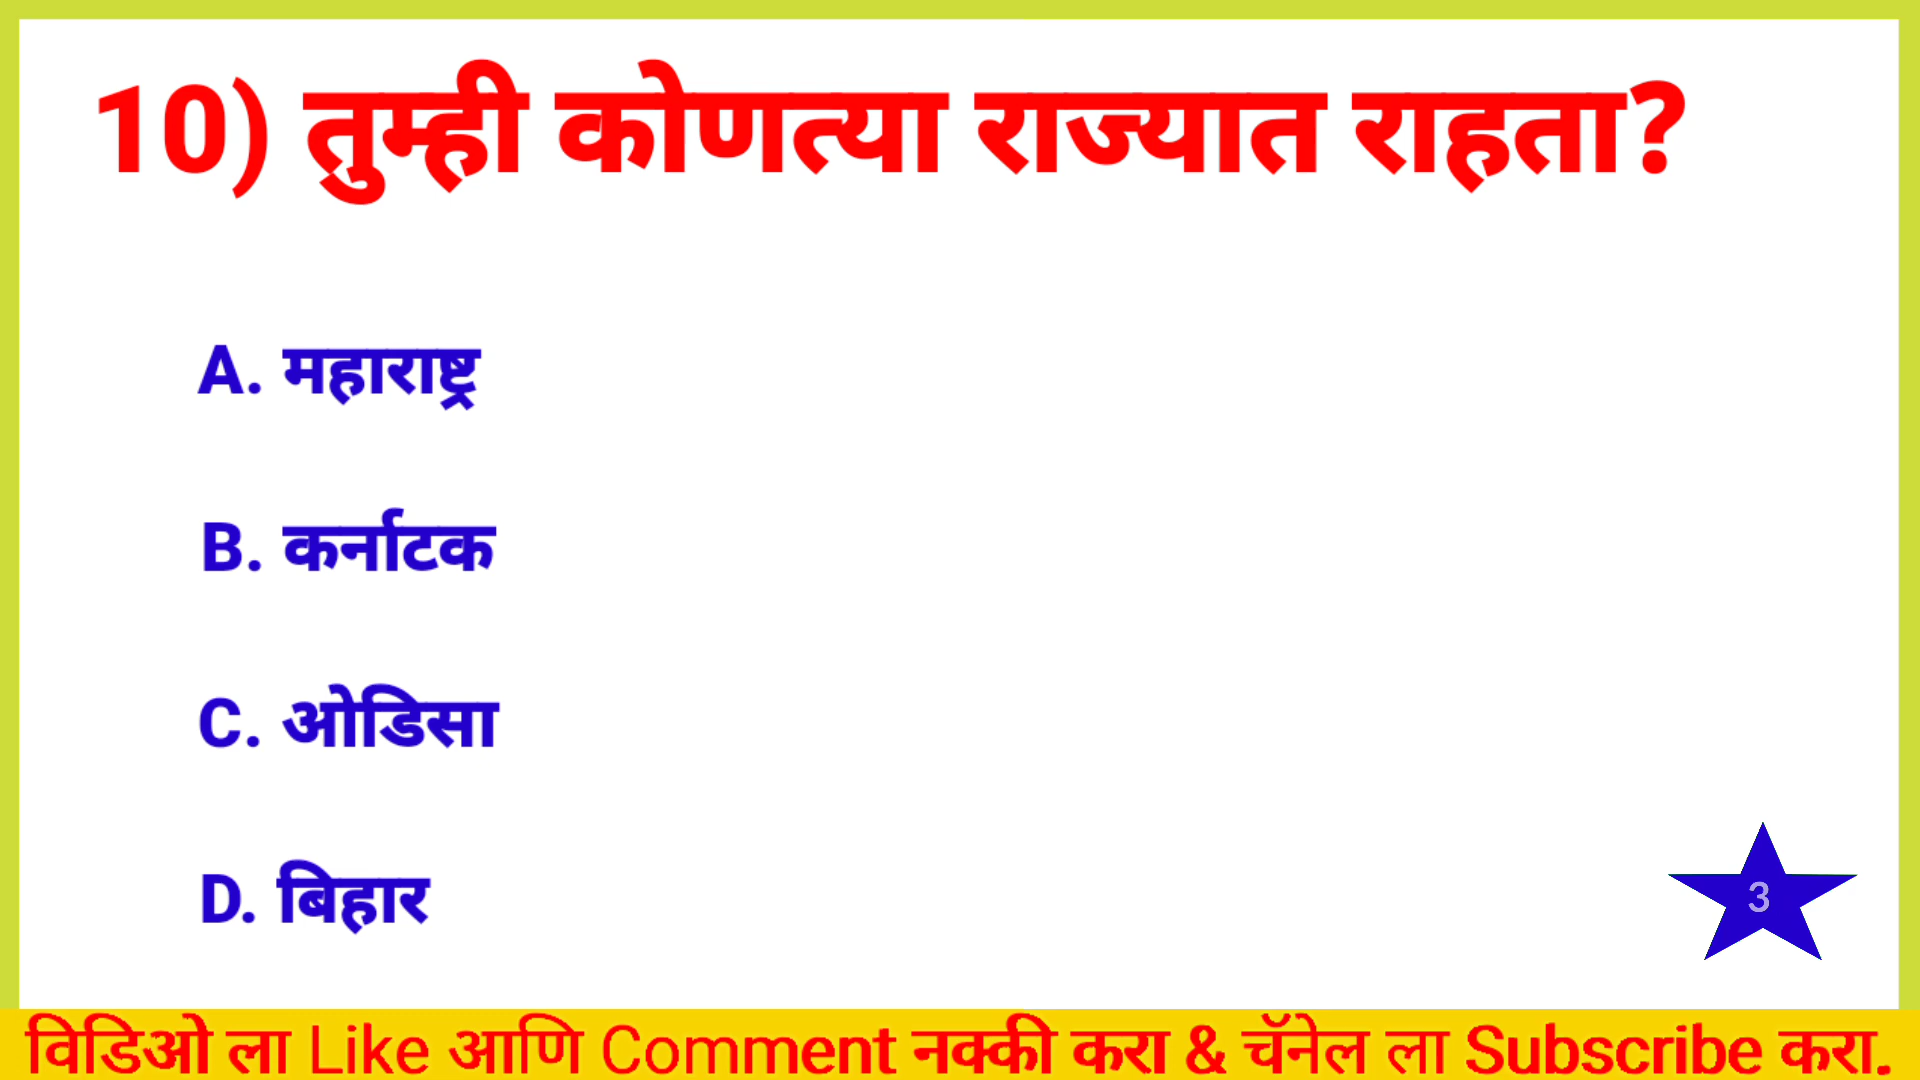 10) तुम्ही कोणत्या राज्यात राहता?
A. महाराष्ट्र
B. कर्नाटक
C. ओडिसा
D. बिहार
3
विडिओ ला Like आणि Comment नक्की करा & चॅनेल ला Subscribe करा.